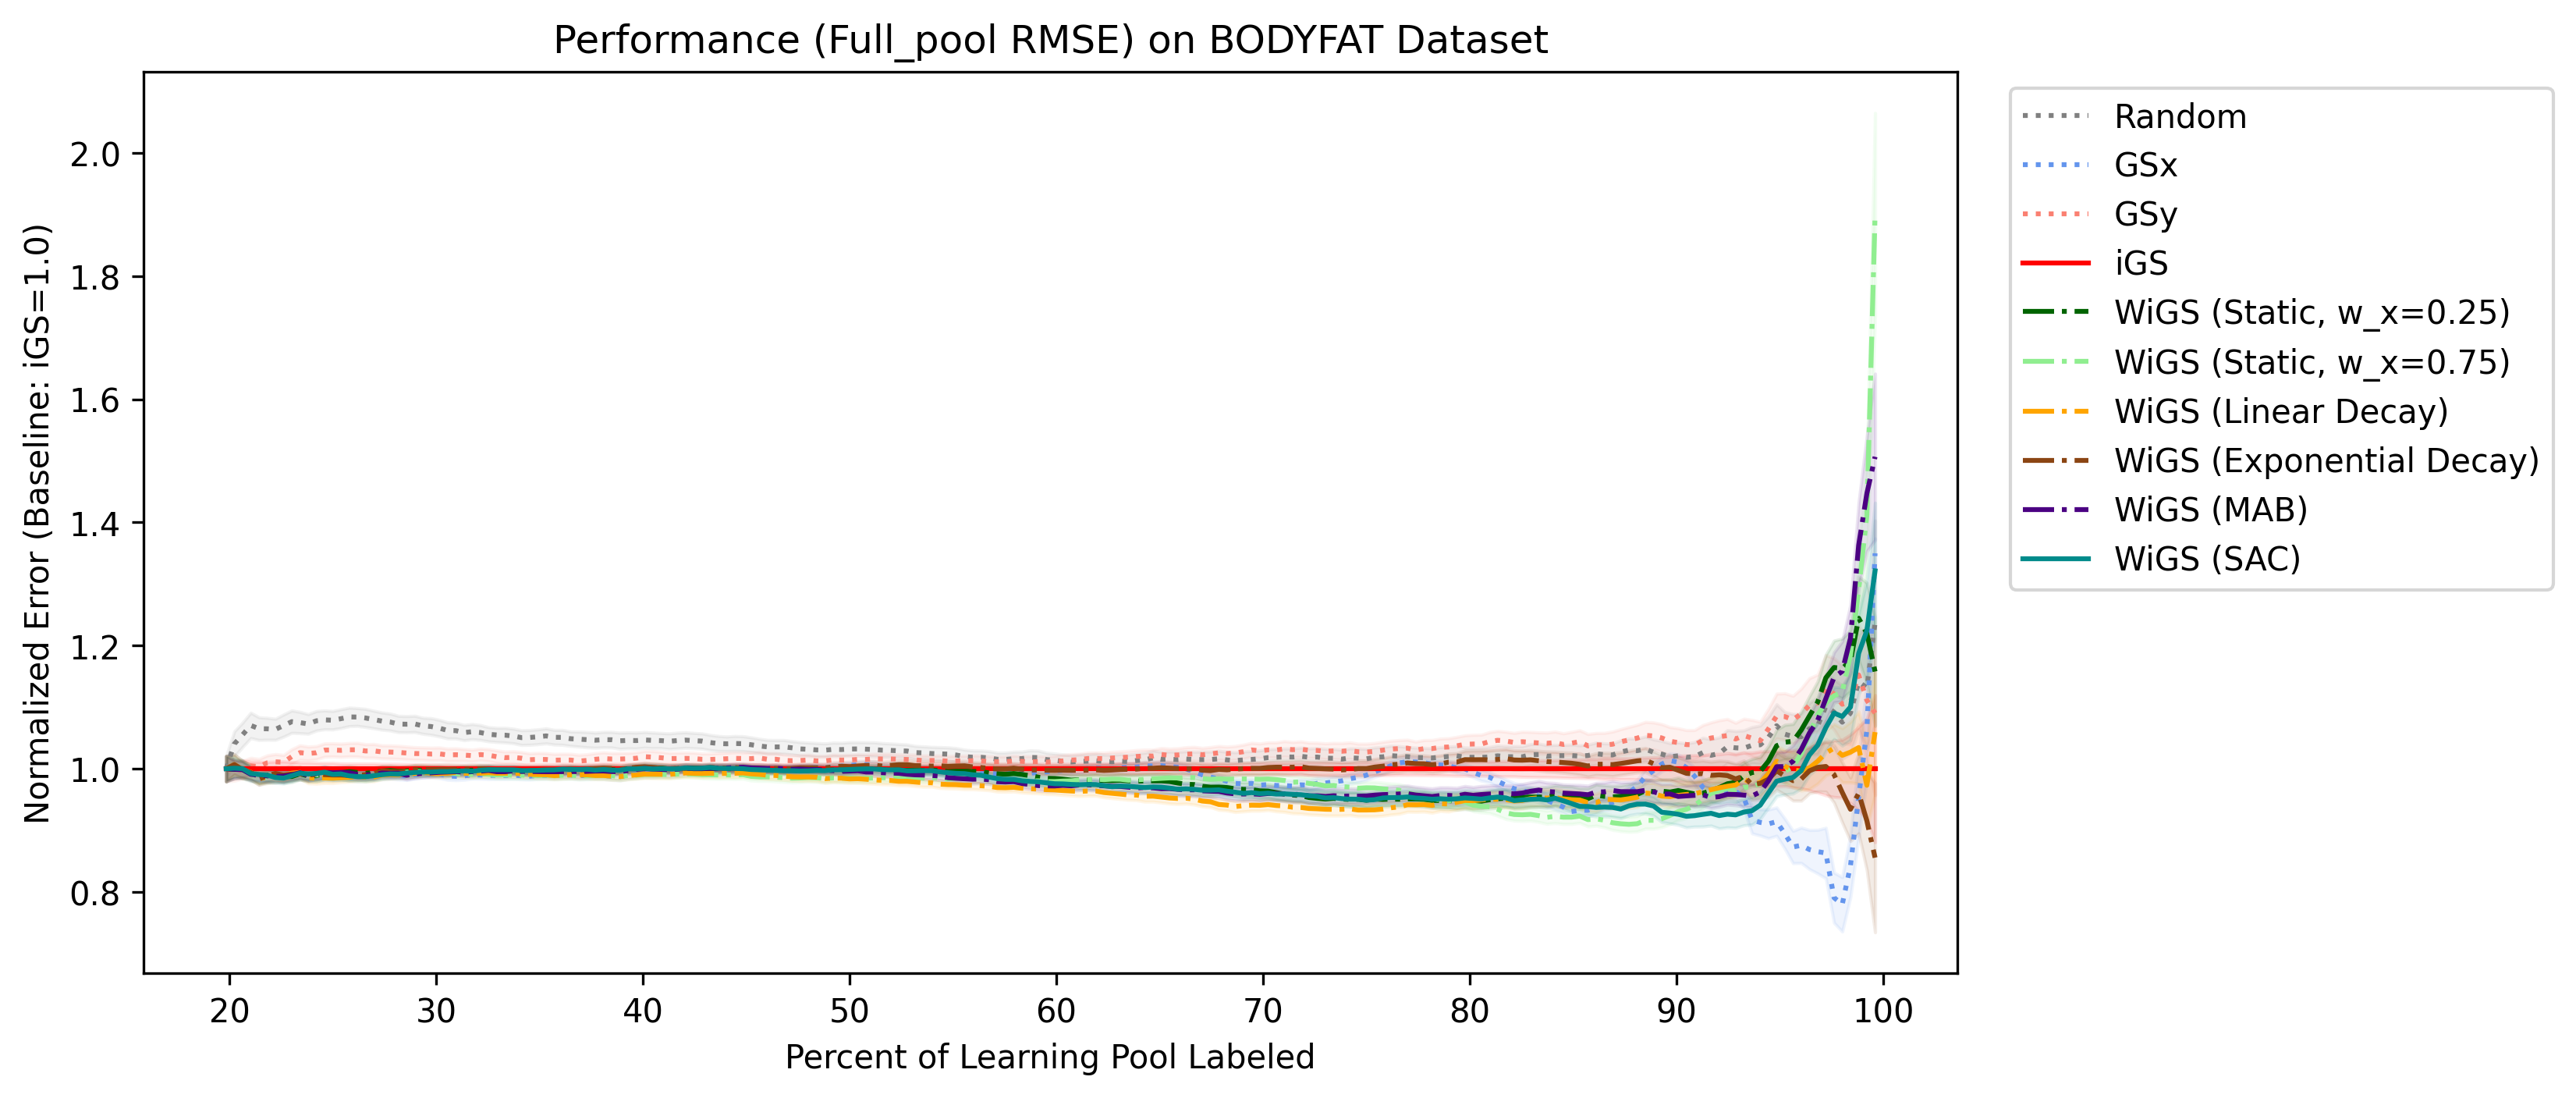 Performance (Full_pool RMSE) on BODYFAT Dataset
Normalized Error (Baseline: iGS=1.0)
2.0
1.8
1.6
1.4
1.2
1.0
0.8
20 30 40 50 60 70 80 90 100
Percent of Learning Pool Labeled
Random
GSx
GSy
iGS
WiGS (Static, w_x=0.25)
WiGS (Static, w_x=0.75)
WiGS (Linear Decay)
WiGS (Exponential Decay)
WiGS (MAB)
WiGS (SAC)